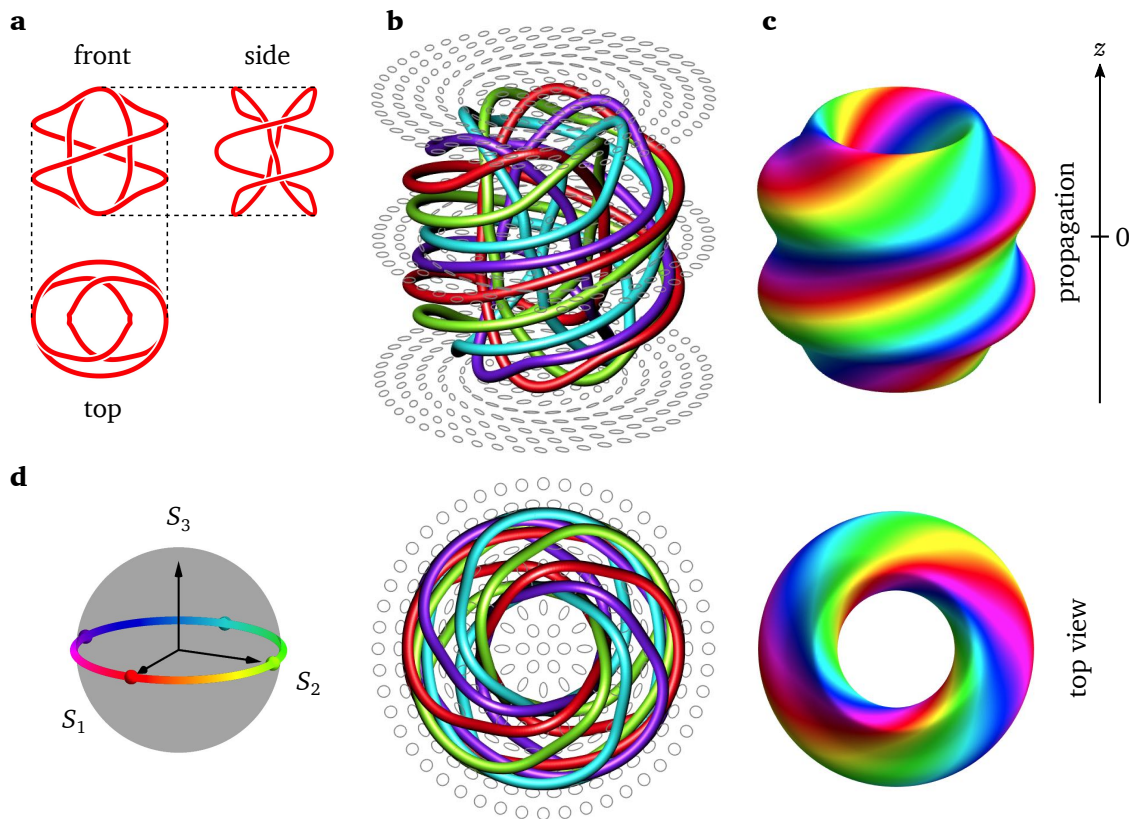 a
front
side
top
b
c
z
0
propagation
d
S₃
S₂
S₁
top view